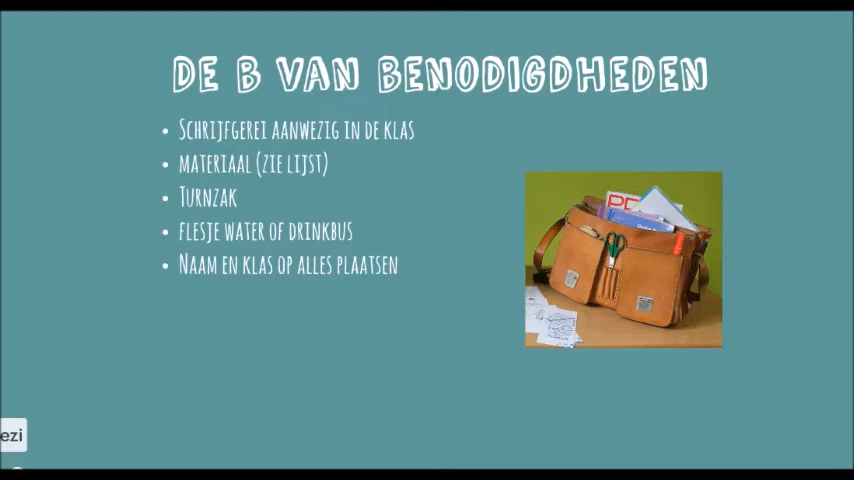 DE B VAN BENODIGDHEDEN
• SCHRIJFGEREI AANWEZIG IN DE KLAS
• MATERIAAL (ZIE LIJST)
• TURNZAK
• FLESJE WATER OF DRINKBUS
• NAAM EN KLAS OP ALLES PLAATSEN
ezi